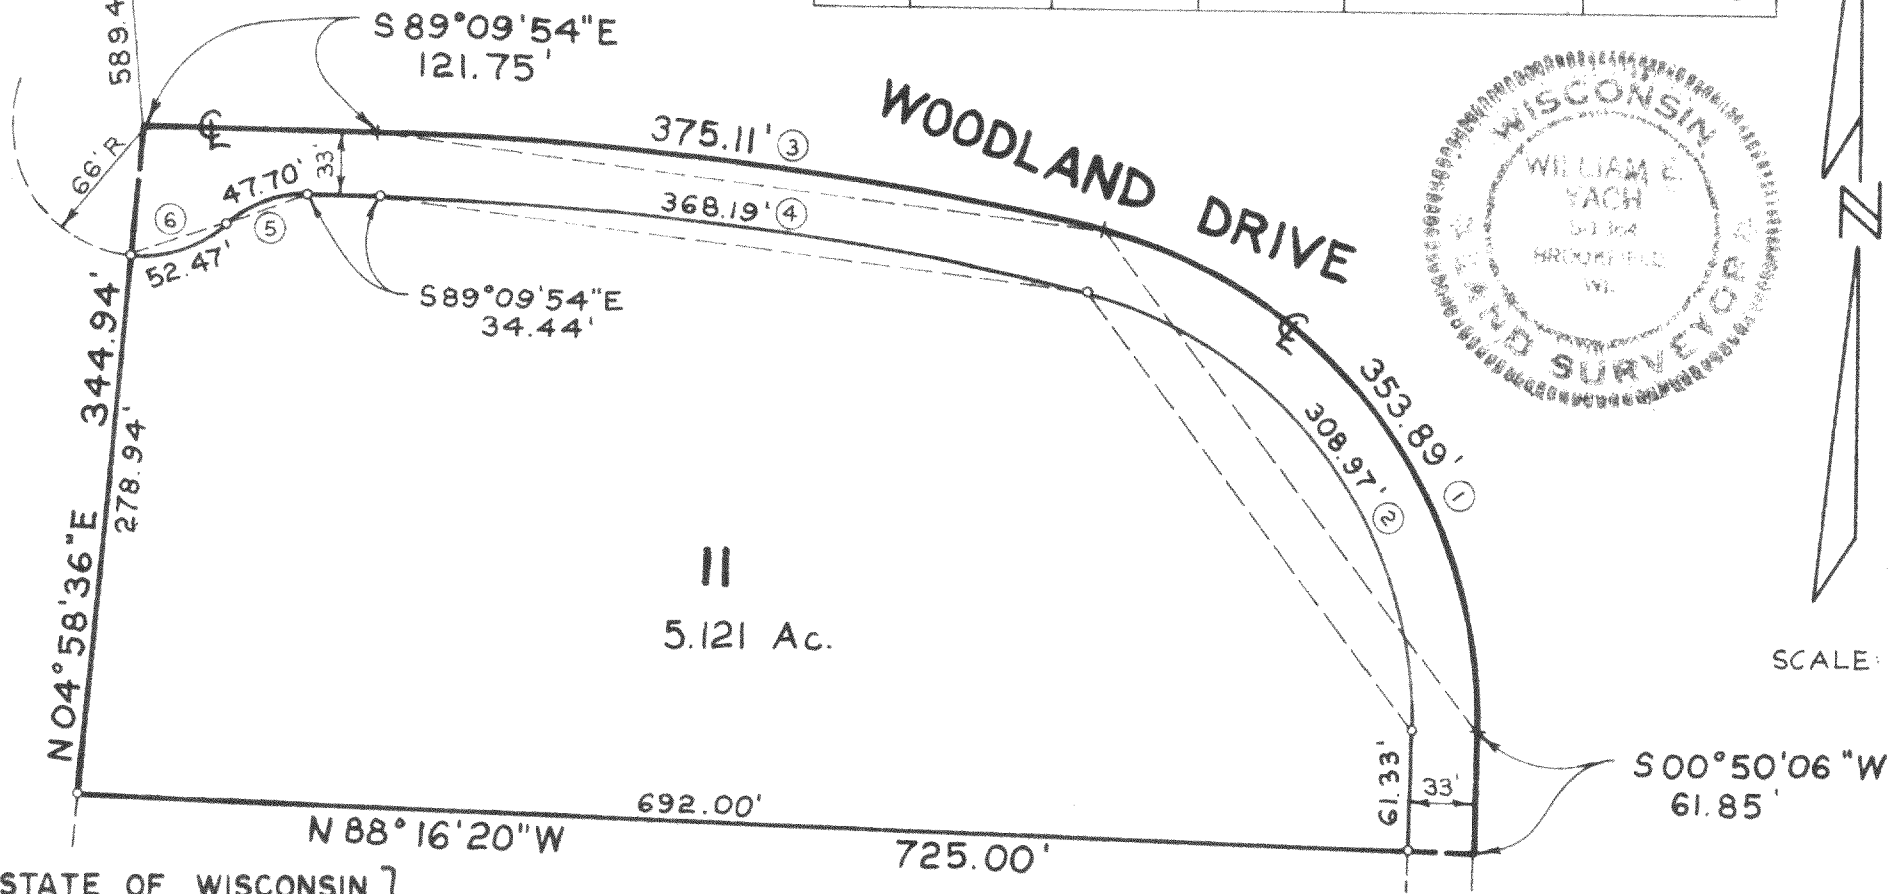 589.4
S 89°09'54"E
121.75'
℄
66' R
33'
375.11' ③
WOODLAND DRIVE
47.70'
368.19' ④
⑥
⑤
52.47'
S 89°09'54"E
34.44'
℄
353.89' ①
308.97' ②
344.94'
278.94'
N 04°58'36"E
11
5.121 Ac.
61.33'
33'
S 00°50'06"W
61.85'
692.00'
N 88°16'20"W
725.00'
WISCONSIN
WILLIAM E.
YACH
BROOKFIELD
WI.
LAND SURVEYOR
N
SCALE:
STATE OF WISCONSIN